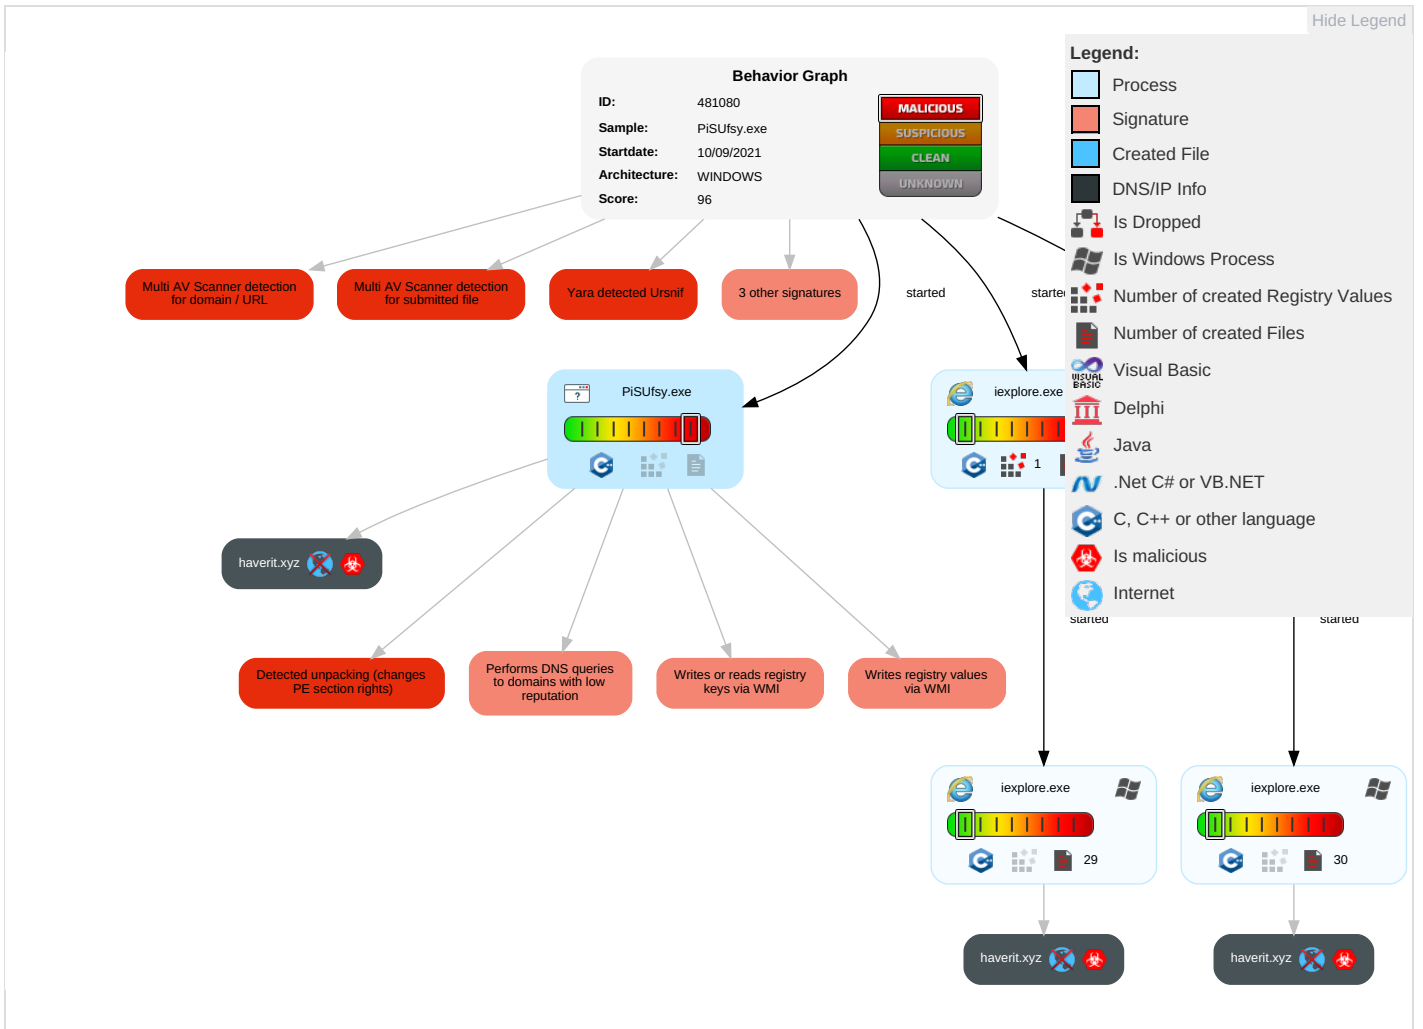 Hide Legend
Legend:
Process
Signature
Created File
DNS/IP Info
Is Dropped
Is Windows Process
Number of created Registry Values
Number of created Files
VISUAL
BASIC
Visual Basic
Delphi
Java
.Net C# or VB.NET
C, C++ or other language
Is malicious
Internet
Behavior Graph
ID: 481080
Sample: PiSUfsy.exe
Startdate: 10/09/2021
Architecture: WINDOWS
Score: 96
MALICIOUS
SUSPICIOUS
CLEAN
UNKNOWN
Multi AV Scanner detection
for domain / URL
Multi AV Scanner detection
for submitted file
Yara detected Ursnif
3 other signatures
started
starte
PiSUfsy.exe
iexplore.exe
1
haverit.xyz
started
started
Detected unpacking (changes
PE section rights)
Performs DNS queries
to domains with low
reputation
Writes or reads registry
keys via WMI
Writes registry values
via WMI
iexplore.exe
29
iexplore.exe
30
haverit.xyz
haverit.xyz